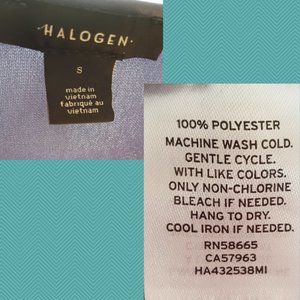 ·HALOGEN·
S
made in
vietnam
fabriqué au
vietnam
100% POLYESTER
MACHINE WASH COLD.
GENTLE CYCLE.
WITH LIKE COLORS.
ONLY NON-CHLORINE
BLEACH IF NEEDED.
HANG TO DRY.
COOL IRON IF NEEDED.
RN58665
CA57963
HA432538MI